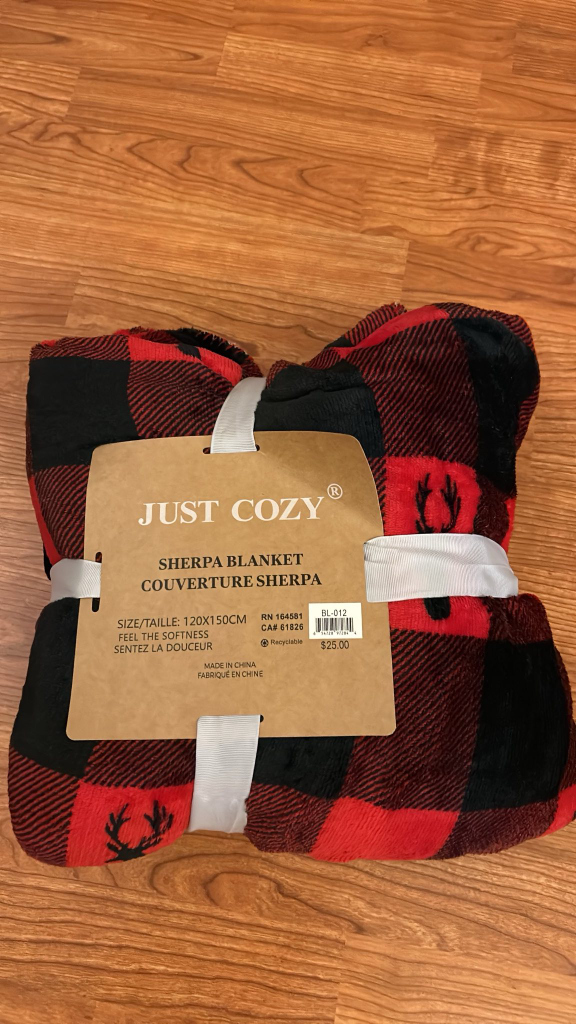 JUST COZY®
SHERPA BLANKET
COUVERTURE SHERPA
SIZE/TAILLE: 120X150CM
FEEL THE SOFTNESS
SENTEZ LA DOUCEUR
RN 164581
CA# 61826
Recyclable
BL-012
$25.00
MADE IN CHINA
FABRIQUÉ EN CHINE